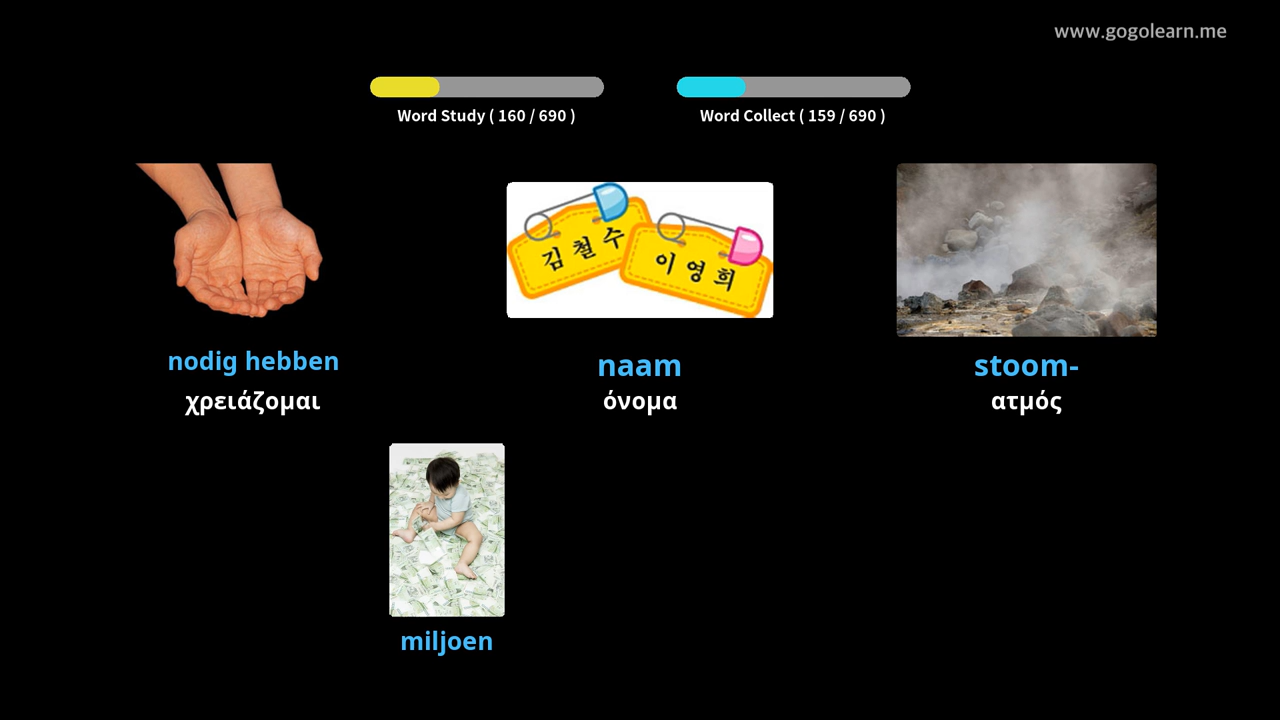 www.gogolearn.me
Word Study ( 160 / 690 )
Word Collect ( 159 / 690 )
김철수
이영희
nodig hebben
χρειάζομαι
naam
όνομα
stoom-
ατμός
miljoen